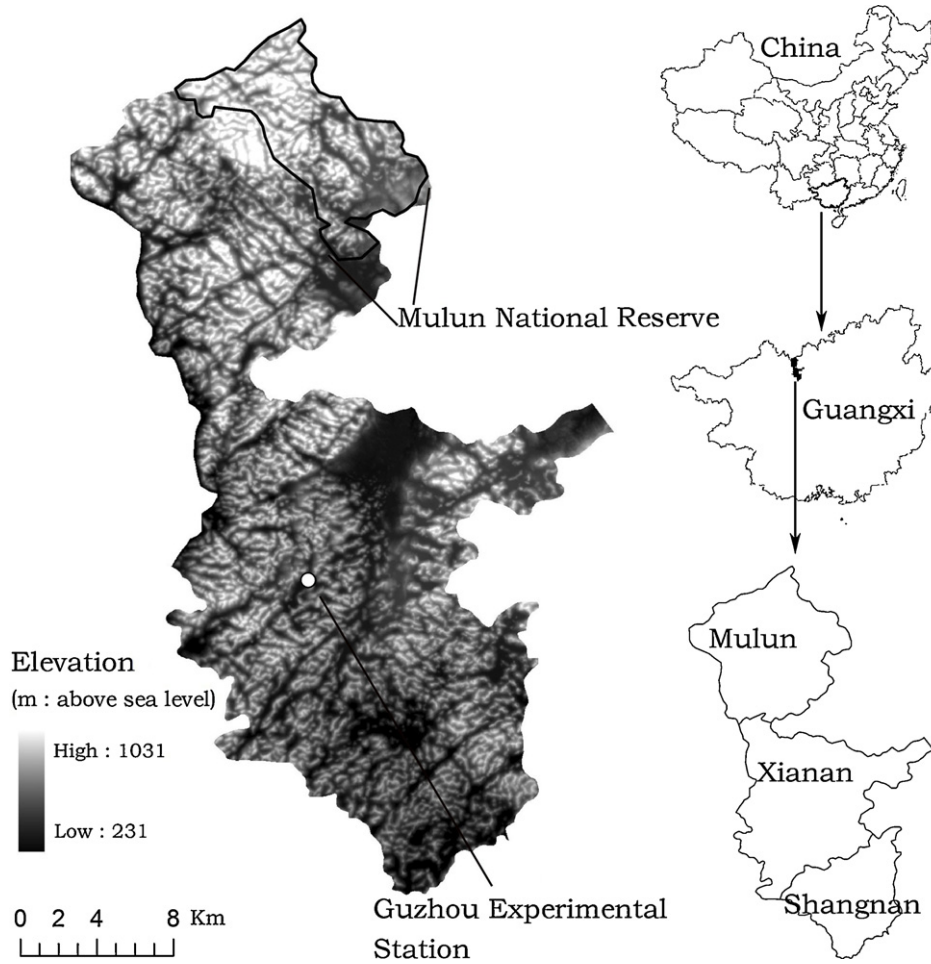 China
Mulun National Reserve
Guangxi
Mulun
Elevation
(m : above sea level)
High : 1031
Low : 231
Xianan
Shangnan
0 2 4 8 Km
Guzhou Experimental
Station